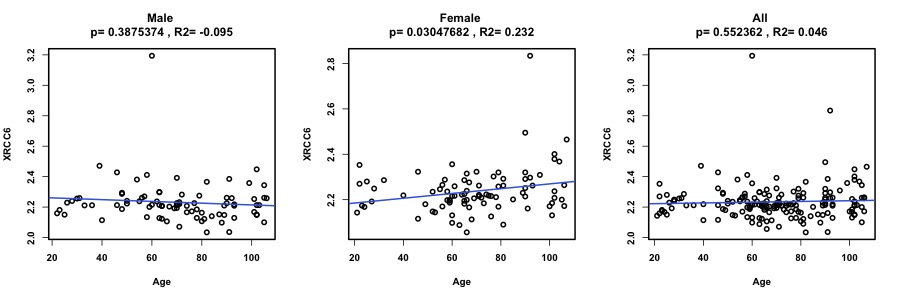 Male
p= 0.3875374 , R2= -0.095
XRCC6
3.2
3.0
2.8
2.6
2.4
2.2
2.0
20 40 60 80 100
Age
Female
p= 0.03047682 , R2= 0.232
XRCC6
2.8
2.6
2.4
2.2
20 40 60 80 100
Age
All
p= 0.552362 , R2= 0.046
XRCC6
3.2
3.0
2.8
2.6
2.4
2.2
2.0
20 40 60 80 100
Age